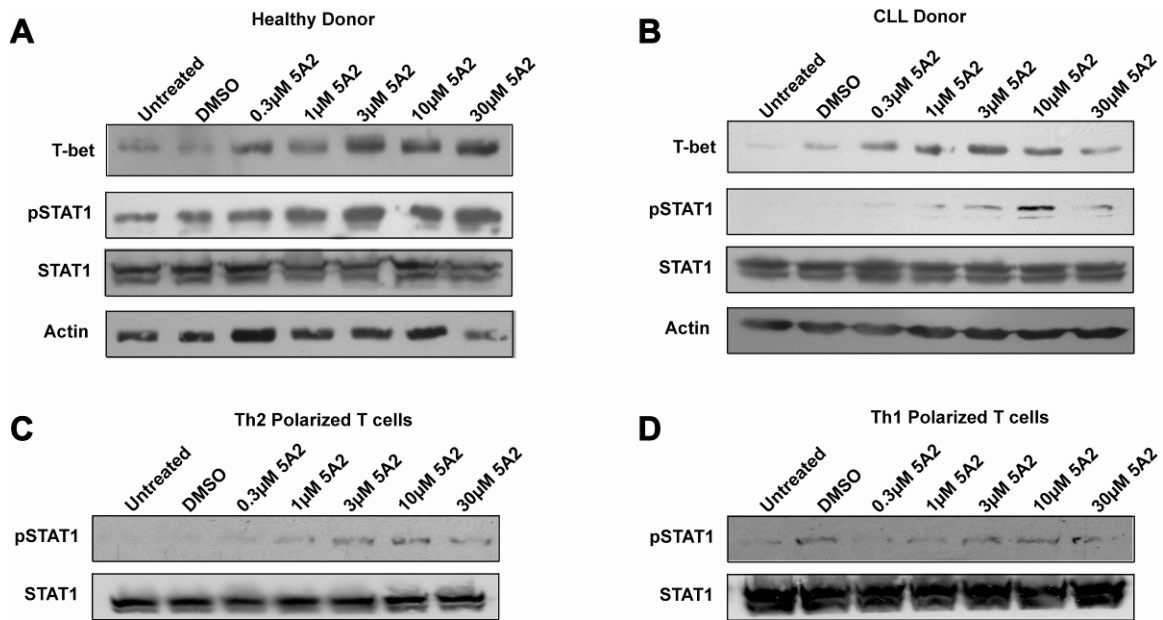 A
Healthy Donor
Untreated
DMSO
0.3µM 5A2
1µM 5A2
3µM 5A2
10µM 5A2
30µM 5A2
T-bet
pSTAT1
STAT1
Actin
B
CLL Donor
Untreated
DMSO
0.3µM 5A2
1µM 5A2
3µM 5A2
10µM 5A2
30µM 5A2
T-bet
pSTAT1
STAT1
Actin
C
Th2 Polarized T cells
Untreated
DMSO
0.3µM 5A2
1µM 5A2
3µM 5A2
10µM 5A2
30µM 5A2
pSTAT1
STAT1
D
Th1 Polarized T cells
Untreated
DMSO
0.3µM 5A2
1µM 5A2
3µM 5A2
10µM 5A2
30µM 5A2
pSTAT1
STAT1